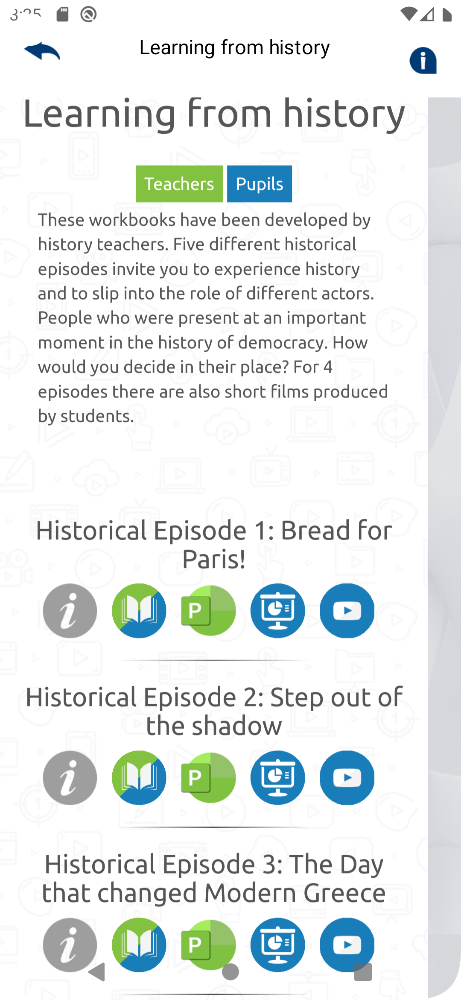 Learning from history
Learning from history
Teachers
Pupils
These workbooks have been developed by
history teachers. Five different historical
episodes invite you to experience history
and to slip into the role of different actors.
People who were present at an important
moment in the history of democracy. How
would you decide in their place? For 4
episodes there are also short films produced
by students.
Historical Episode 1: Bread for
Paris!
P
Historical Episode 2: Step out of
the shadow
P
Historical Episode 3: The Day
that changed Modern Greece
P